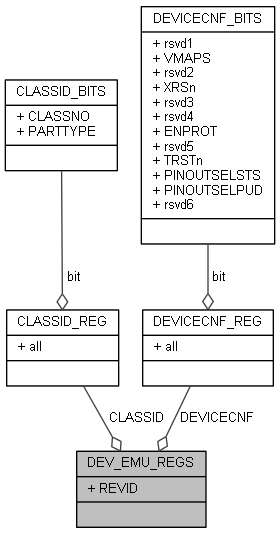 DEVICECNF_BITS
+ rsvd1
+ VMAPS
+ rsvd2
+ XRSn
+ rsvd3
+ rsvd4
+ ENPROT
+ rsvd5
+ TRSTn
+ PINOUTSELSTS
+ PINOUTSELPUD
+ rsvd6
CLASSID_BITS
+ CLASSNO
+ PARTTYPE
bit
bit
CLASSID_REG
+ all
DEVICECNF_REG
+ all
CLASSID
DEVICECNF
DEV_EMU_REGS
+ REVID